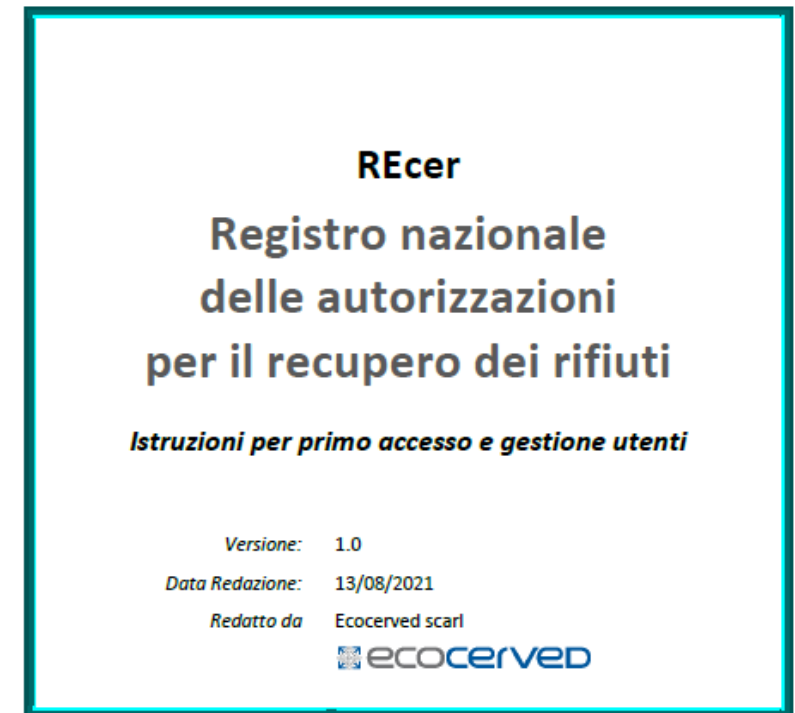 REcer
Registro nazionale
delle autorizzazioni
per il recupero dei rifiuti
Istruzioni per primo accesso e gestione utenti
Versione: 1.0
Data Redazione: 13/08/2021
Redatto da Ecocerved scarl
ecocerved